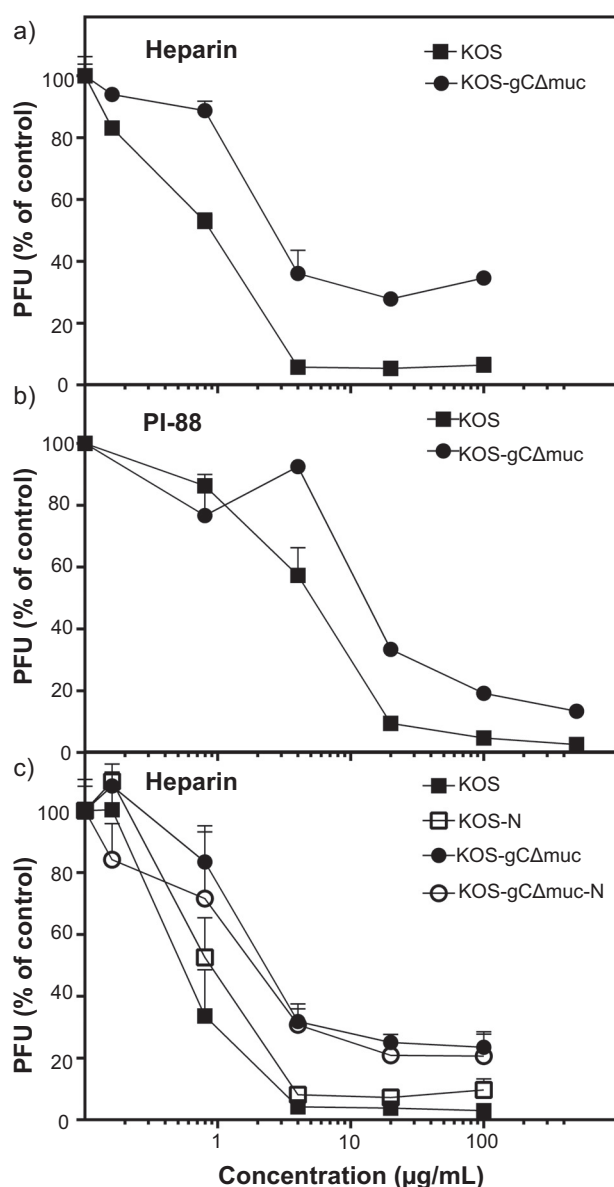 a)
Heparin
KOS
KOS-gCΔmuc
100
80
60
40
20
0
PFU (% of control)
b)
PI-88
KOS
KOS-gCΔmuc
100
80
60
40
20
0
PFU (% of control)
c)
Heparin
KOS
KOS-N
KOS-gCΔmuc
KOS-gCΔmuc-N
100
80
60
40
20
0
PFU (% of control)
1 10 100
Concentration (µg/mL)